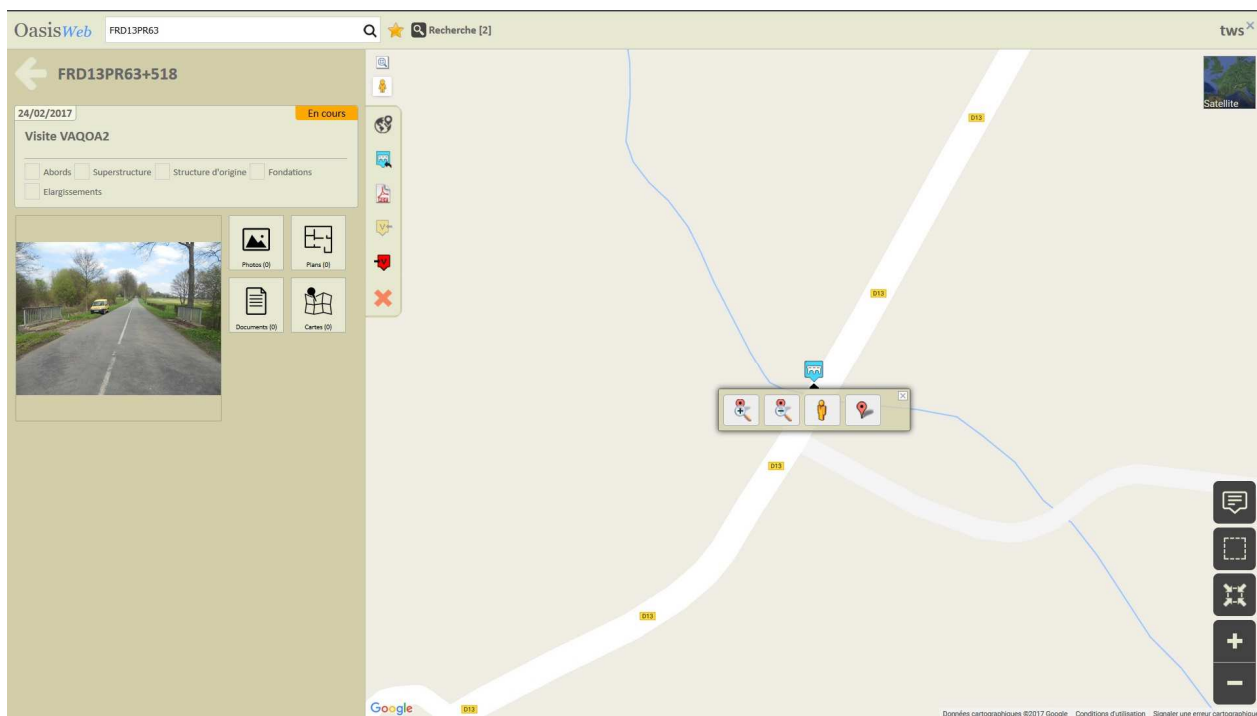 OasisWeb
FRD13PR63
Recherche [2]
tws
FRD13PR63+518
24/02/2017
En cours
Visite VAQOA2
Abords
Superstructure
Structure d'origine
Fondations
Elargissements
Photos (0)
Plans (0)
Documents (0)
Cartes (0)
Satellite
D13
D13
D13
D13
D13
Google
Données cartographiques ©2017 Google
Conditions d'utilisation
Signaler une erreur cartographique